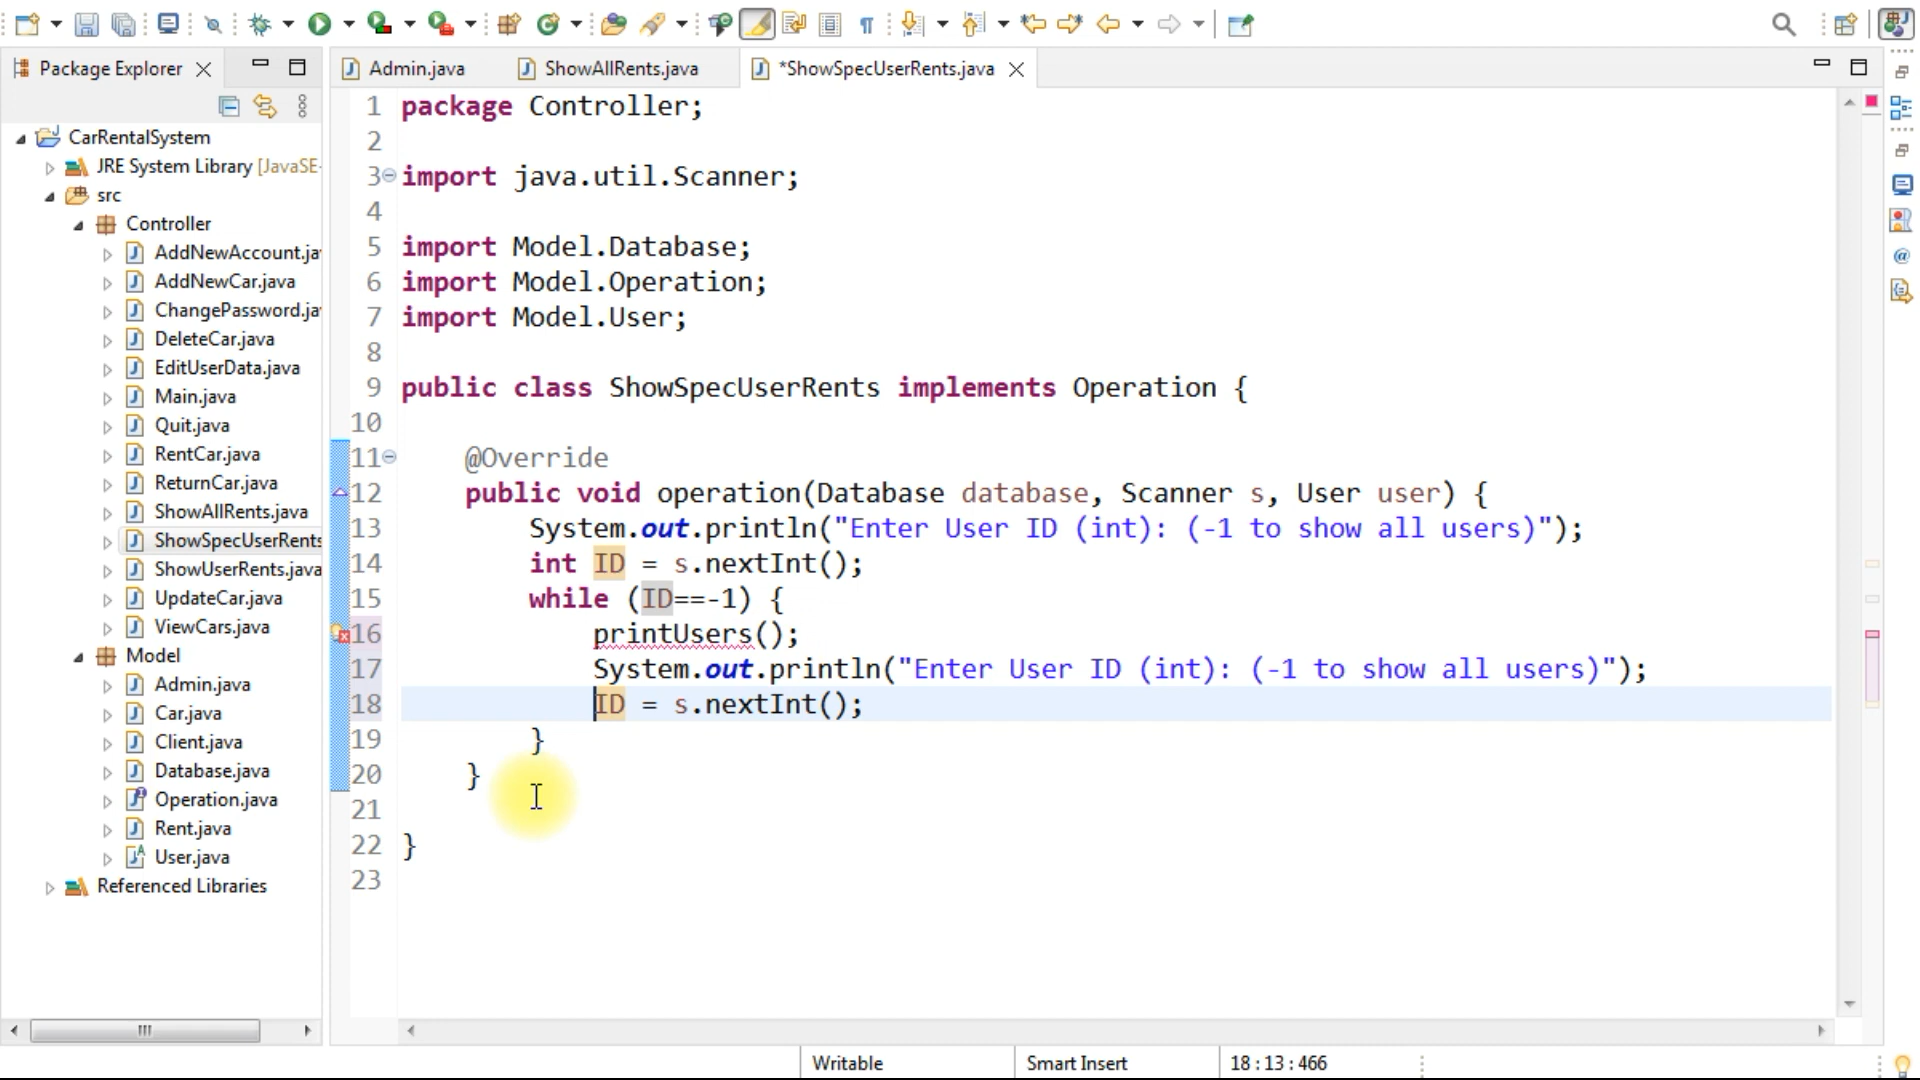 Package Explorer
Admin.java
ShowAllRents.java
*ShowSpecUserRents.java
CarRentalSystem
JRE System Library [JavaSE-
src
Controller
AddNewAccount.ja
AddNewCar.java
ChangePassword.ja
DeleteCar.java
EditUserData.java
Main.java
Quit.java
RentCar.java
ReturnCar.java
ShowAllRents.java
ShowSpecUserRents
ShowUserRents.java
UpdateCar.java
ViewCars.java
Model
Admin.java
Car.java
Client.java
Database.java
Operation.java
Rent.java
User.java
Referenced Libraries
1 package Controller;
2
3 import java.util.Scanner;
4
5 import Model.Database;
6 import Model.Operation;
7 import Model.User;
8
9 public class ShowSpecUserRents implements Operation {
10
11 @Override
12 public void operation(Database database, Scanner s, User user) {
13 System.out.println("Enter User ID (int): (-1 to show all users)");
14 int ID = s.nextInt();
15 while (ID==-1) {
16 printUsers();
17 System.out.println("Enter User ID (int): (-1 to show all users)");
18 ID = s.nextInt();
19 }
20 }
21
22 }
23
Writable
Smart Insert
18 : 13 : 466